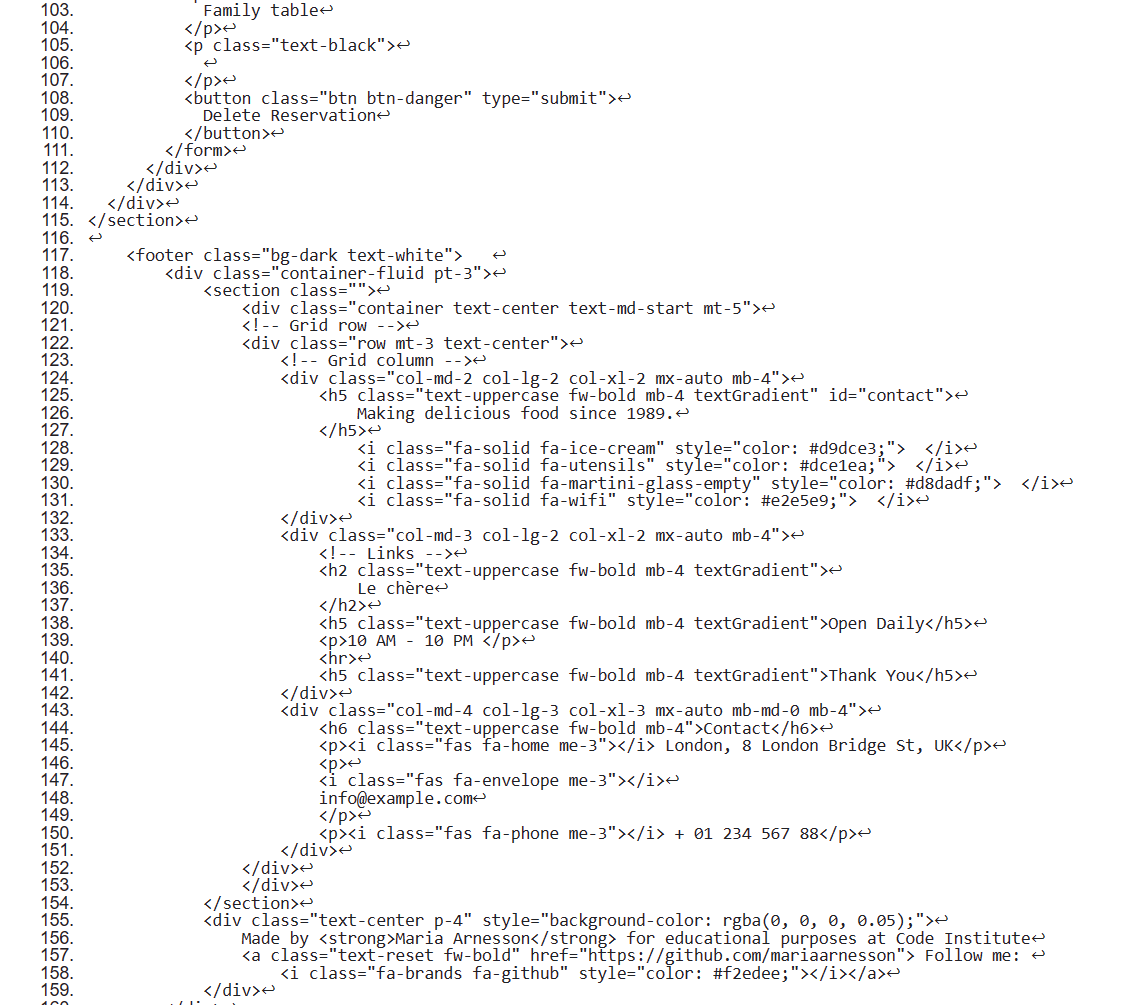 103. Family table↩
104. </p>↩
105. <p class="text-black">↩
106. ↩
107. </p>↩
108. <button class="btn btn-danger" type="submit">↩
109. Delete Reservation↩
110. </button>↩
111. </form>↩
112. </div>↩
113. </div>↩
114. </div>↩
115. </section>↩
116. ↩
117. <footer class="bg-dark text-white"> ↩
118. <div class="container-fluid pt-3">↩
119. <section class="">↩
120. <div class="container text-center text-md-start mt-5">↩
121. <!-- Grid row -->↩
122. <div class="row mt-3 text-center">↩
123. <!-- Grid column -->↩
124. <div class="col-md-2 col-lg-2 col-xl-2 mx-auto mb-4">↩
125. <h5 class="text-uppercase fw-bold mb-4 textGradient" id="contact">↩
126. Making delicious food since 1989.↩
127. </h5>↩
128. <i class="fa-solid fa-ice-cream" style="color: #d9dce3;"> </i>↩
129. <i class="fa-solid fa-utensils" style="color: #dce1ea;"> </i>↩
130. <i class="fa-solid fa-martini-glass-empty" style="color: #d8dadf;"> </i>↩
131. <i class="fa-solid fa-wifi" style="color: #e2e5e9;"> </i>↩
132. </div>↩
133. <div class="col-md-3 col-lg-2 col-xl-2 mx-auto mb-4">↩
134. <!-- Links -->↩
135. <h2 class="text-uppercase fw-bold mb-4 textGradient">↩
136. Le chère↩
137. </h2>↩
138. <h5 class="text-uppercase fw-bold mb-4 textGradient">Open Daily</h5>↩
139. <p>10 AM - 10 PM </p>↩
140. <hr>↩
141. <h5 class="text-uppercase fw-bold mb-4 textGradient">Thank You</h5>↩
142. </div>↩
143. <div class="col-md-4 col-lg-3 col-xl-3 mx-auto mb-md-0 mb-4">↩
144. <h6 class="text-uppercase fw-bold mb-4">Contact</h6>↩
145. <p><i class="fas fa-home me-3"></i> London, 8 London Bridge St, UK</p>↩
146. <p>↩
147. <i class="fas fa-envelope me-3"></i>↩
148. info@example.com↩
149. </p>↩
150. <p><i class="fas fa-phone me-3"></i> + 01 234 567 88</p>↩
151. </div>↩
152. </div>↩
153. </div>↩
154. </section>↩
155. <div class="text-center p-4" style="background-color: rgba(0, 0, 0, 0.05);">↩
156. Made by <strong>Maria Arnesson</strong> for educational purposes at Code Institute↩
157. <a class="text-reset fw-bold" href="https://github.com/mariaarnesson"> Follow me: ↩
158. <i class="fa-brands fa-github" style="color: #f2edee;"></i></a>↩
159. </div>↩